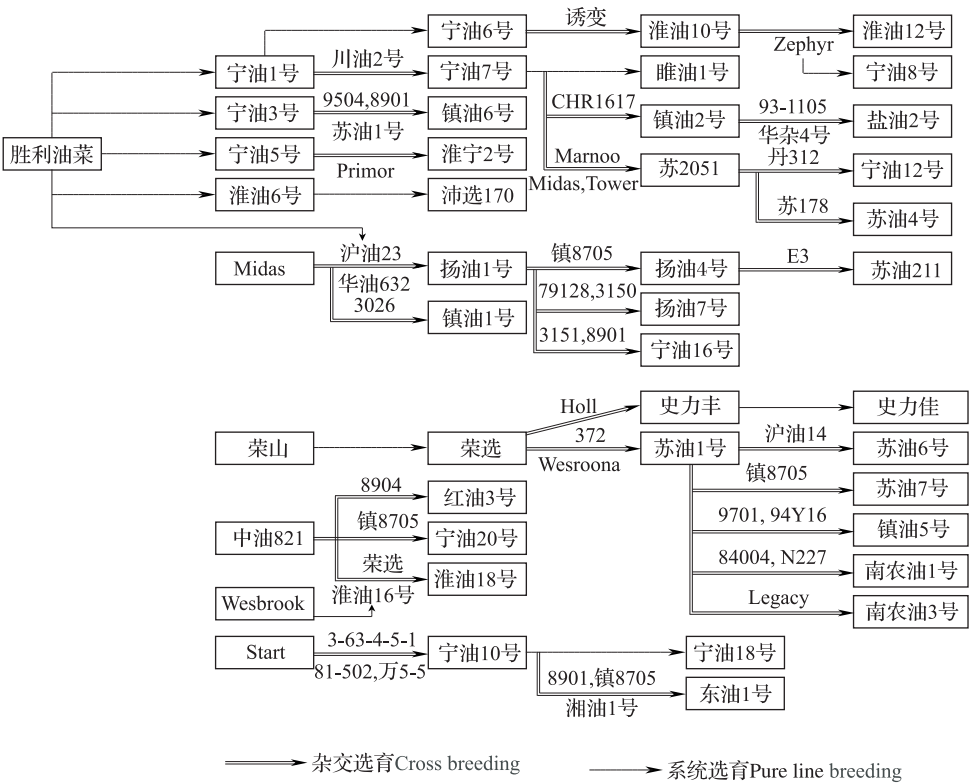 宁油6号
诱变
淮油10号
淮油12号
Zephyr
宁油1号
川油2号
宁油7号
睢油1号
宁油8号
宁油3号
9504,8901
苏油1号
镇油6号
CHR1617
镇油2号
93-1105
华杂4号
盐油2号
胜利油菜
宁油5号
Primor
淮宁2号
Marnoo
Midas,Tower
苏2051
丹312
宁油12号
淮油6号
沛选170
苏178
苏油4号
Midas
沪油23
华油632
3026
扬油1号
镇8705
扬油4号
E3
苏油211
79128,3150
扬油7号
镇油1号
3151,8901
宁油16号
Holl
史力丰
史力佳
荣山
荣选
372
Wesroona
苏油1号
沪油14
苏油6号
镇8705
苏油7号
8904
红油3号
中油821
镇8705
宁油20号
9701, 94Y16
镇油5号
荣选
淮油18号
84004, N227
南农油1号
Wesbrook
淮油16号
Legacy
南农油3号
Start
3-63-4-5-1
81-502,万5-5
宁油10号
宁油18号
8901,镇8705
湘油1号
东油1号
杂交选育Cross breeding
系统选育Pure line breeding